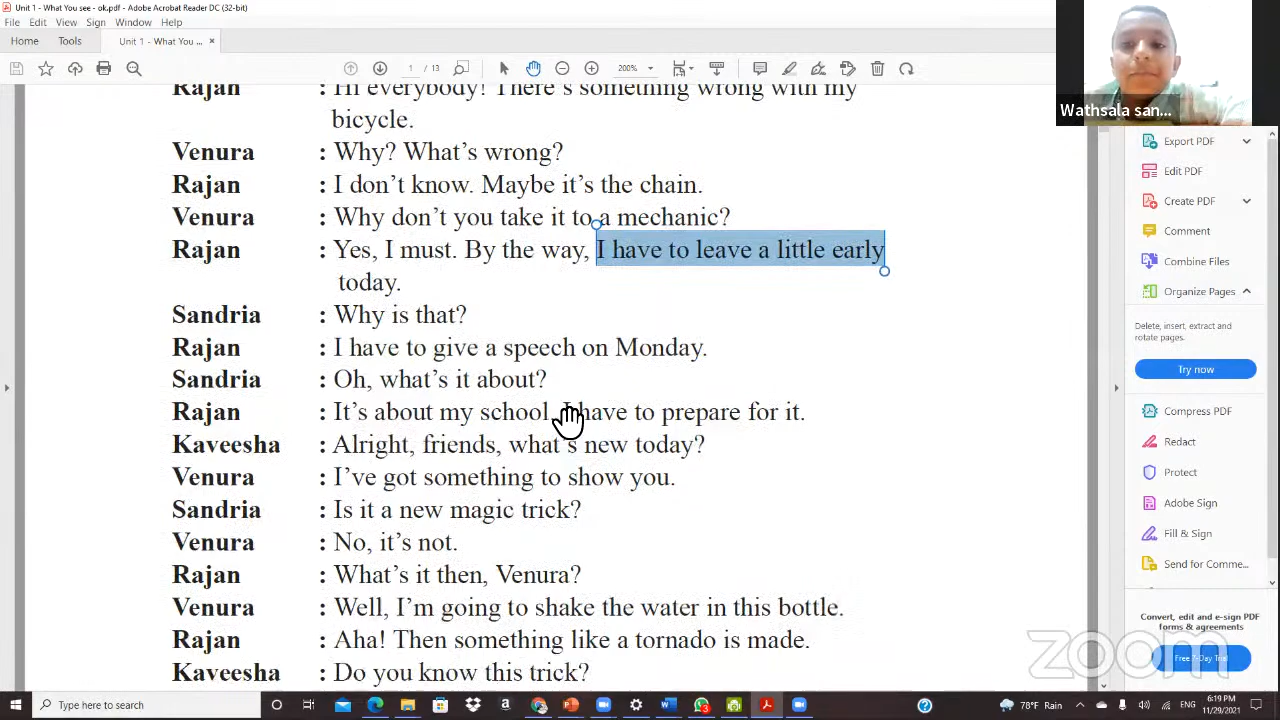 Unit 1 - What You see - ok.pdf - Adobe Acrobat Reader DC (32-bit)
File Edit View Sign Window Help
Home Tools Unit 1 - What You ... ×
1 / 13 200%
Wathsala san...
Rajan : Hi everybody! There's something wrong with my
bicycle.
Venura : Why? What's wrong?
Rajan : I don't know. Maybe it's the chain.
Venura : Why don't you take it to a mechanic?
Rajan : Yes, I must. By the way, I have to leave a little early
today.
Sandria : Why is that?
Rajan : I have to give a speech on Monday.
Sandria : Oh, what's it about?
Rajan : It's about my school. I have to prepare for it.
Kaveesha : Alright, friends, what's new today?
Venura : I've got something to show you.
Sandria : Is it a new magic trick?
Venura : No, it's not.
Rajan : What's it then, Venura?
Venura : Well, I'm going to shake the water in this bottle.
Rajan : Aha! Then something like a tornado is made.
Kaveesha : Do you know this trick?
Export PDF
Edit PDF
Create PDF
Comment
Combine Files
Organize Pages
Delete, insert, extract and
rotate pages.
Try now
Compress PDF
Redact
Protect
Adobe Sign
Fill & Sign
Send for Comme...
Convert, edit and e-sign PDF
forms & agreements
Free 7-Day Trial
zoom
Type here to search
78°F Rain
6:19 PM
11/29/2021